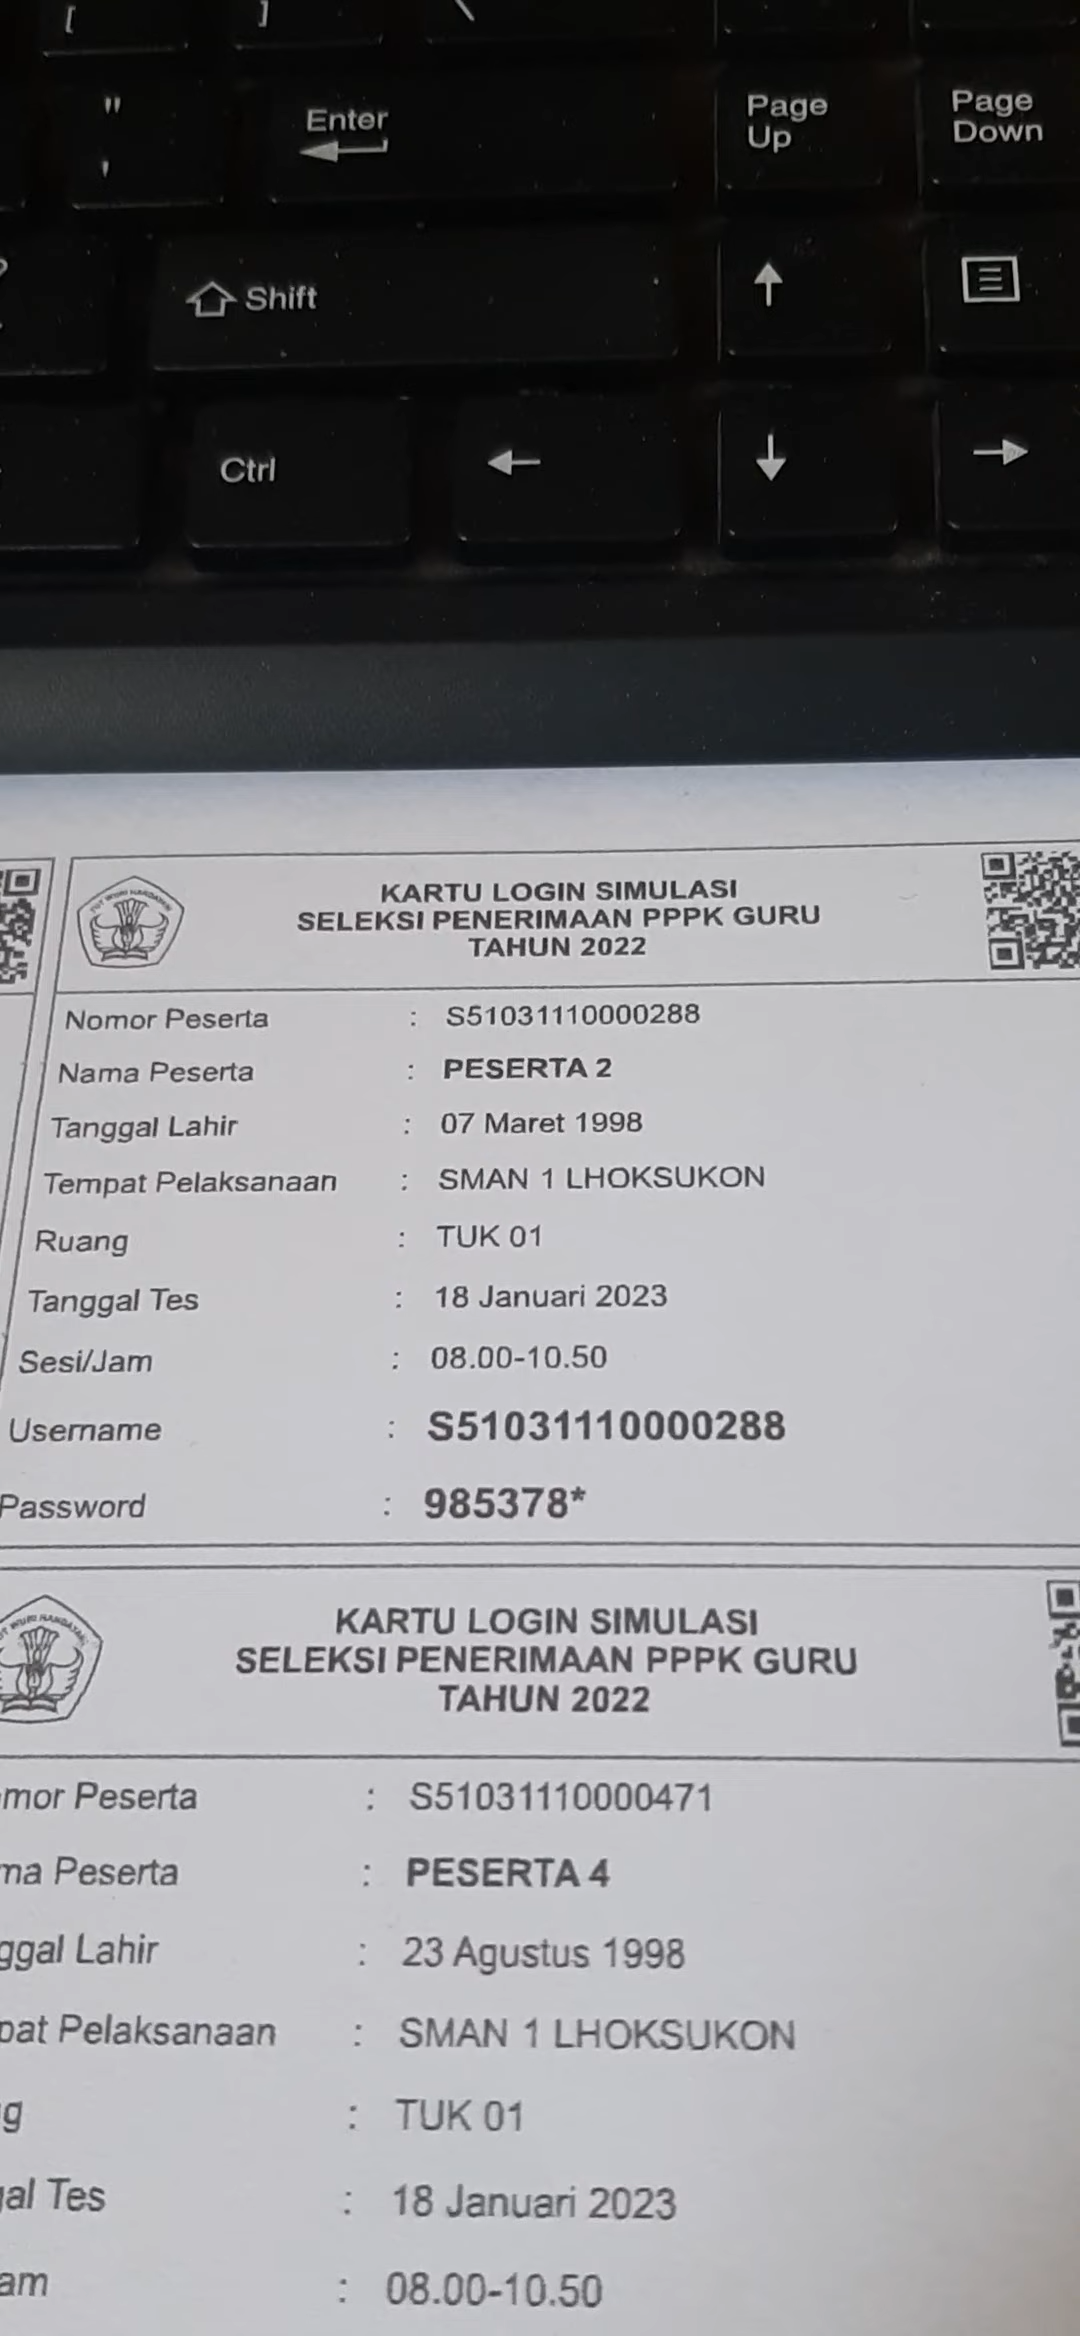 [ ] \
" Enter Page Up Page Down
'
Shift
Ctrl
KARTU LOGIN SIMULASI
SELEKSI PENERIMAAN PPPK GURU
TAHUN 2022
Nomor Peserta : S51031110000288
Nama Peserta : PESERTA 2
Tanggal Lahir : 07 Maret 1998
Tempat Pelaksanaan : SMAN 1 LHOKSUKON
Ruang : TUK 01
Tanggal Tes : 18 Januari 2023
Sesi/Jam : 08.00-10.50
Username : S51031110000288
Password : 985378*
KARTU LOGIN SIMULASI
SELEKSI PENERIMAAN PPPK GURU
TAHUN 2022
mor Peserta : S51031110000471
ma Peserta : PESERTA 4
ggal Lahir : 23 Agustus 1998
pat Pelaksanaan : SMAN 1 LHOKSUKON
g : TUK 01
al Tes : 18 Januari 2023
am : 08.00-10.50